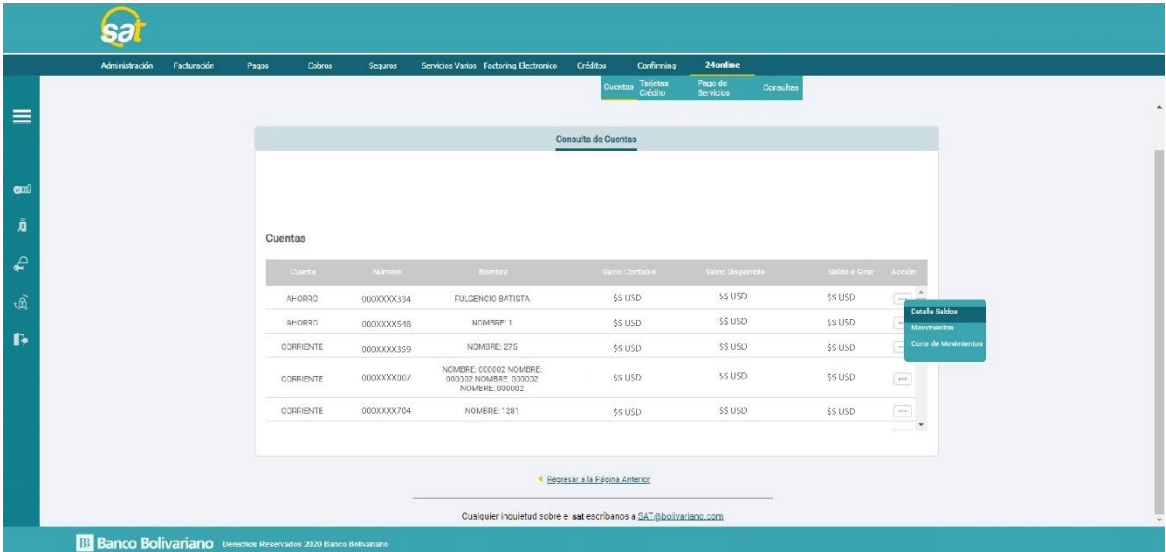 sat
Administración Facturación Pagos Cobros Seguros Servicios Varios Factoring Electronico Créditos Confirming 24online
Cuentas Tarjetas Crédito Pago de Servicios Consultas
Consulta de Cuentas
Cuentas
Cuenta Número Nombre Saldo Contable Saldo Disponible Saldo a Girar Acción
AHORRO 000XXXX334 FULGENCIO BATISTA $$ USD $$ USD $$ USD ...
Detalle Saldos
AHORRO 000XXXX548 NOMBRE: 1 $$ USD $$ USD $$ USD
Movimientos
Corte de Movimientos
CORRIENTE 000XXXX359 NOMBRE: 275 $$ USD $$ USD $$ USD
CORRIENTE 000XXXX007 NOMBRE: 000002 NOMBRE:
000002 NOMBRE: 000002
NOMBRE: 000002 $$ USD $$ USD $$ USD ...
CORRIENTE 000XXXX704 NOMBRE: 1281 $$ USD $$ USD $$ USD ...
Regresar a la Página Anterior
Cualquier inquietud sobre el sat escríbanos a SAT@bolivariano.com
Banco Bolivariano Derechos Reservados 2020 Banco Bolivariano